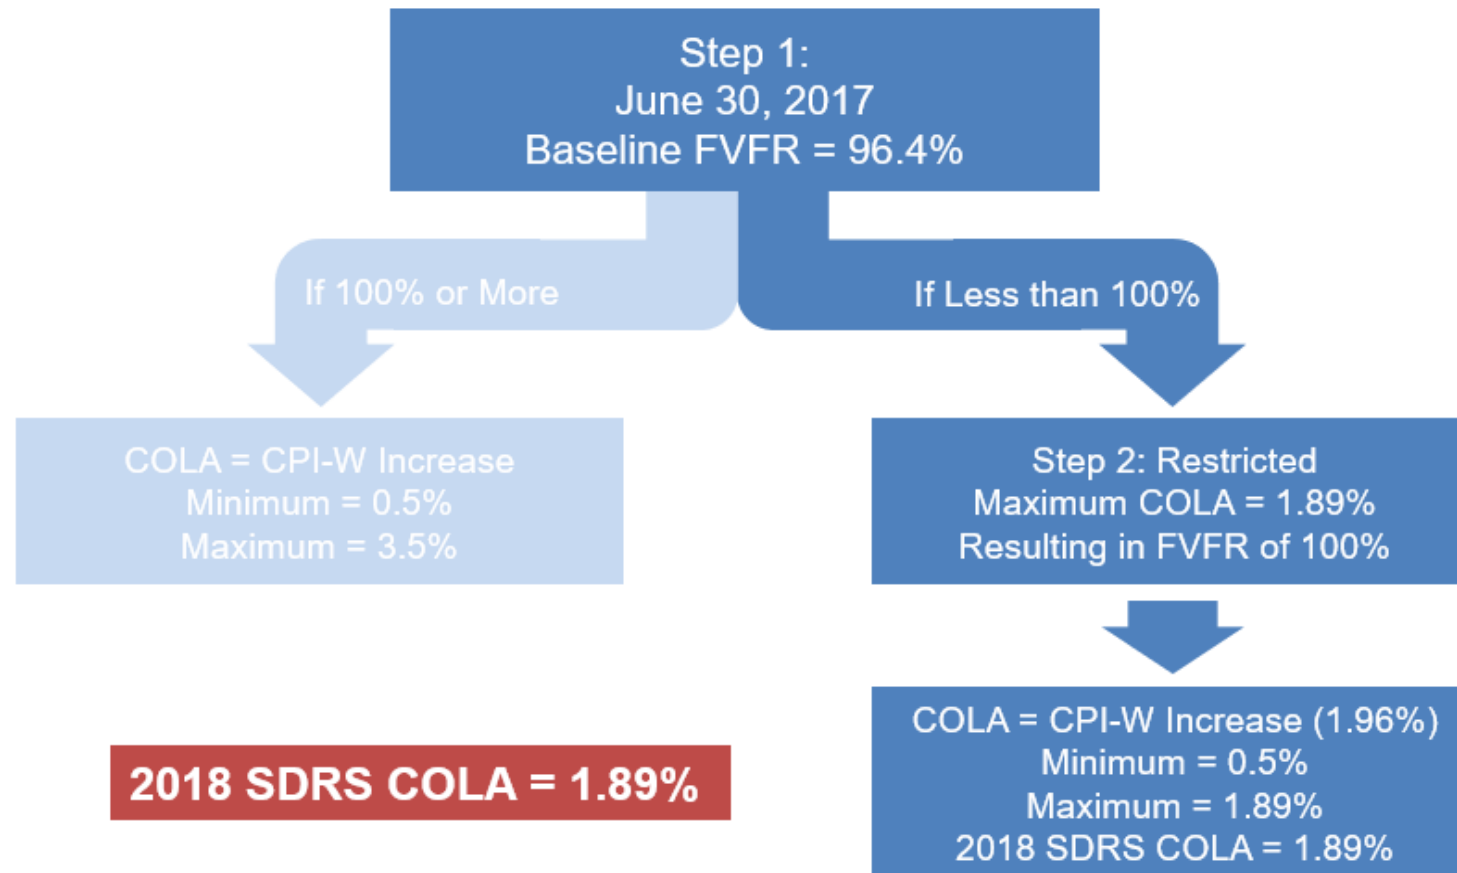 Step 1:
June 30, 2017
Baseline FVFR = 96.4%
If 100% or More
If Less than 100%
COLA = CPI-W Increase
Minimum = 0.5%
Maximum = 3.5%
Step 2: Restricted
Maximum COLA = 1.89%
Resulting in FVFR of 100%
COLA = CPI-W Increase (1.96%)
Minimum = 0.5%
Maximum = 1.89%
2018 SDRS COLA = 1.89%
2018 SDRS COLA = 1.89%